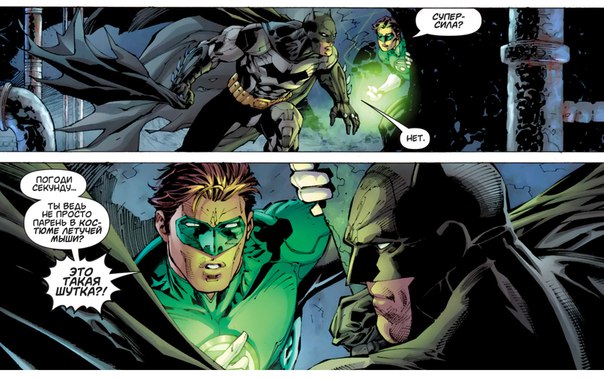 СУПЕР-
СИЛА?
НЕТ.
ПОГОДИ
СЕКУНДУ...
ТЫ ВЕДЬ
НЕ ПРОСТО
ПАРЕНЬ В КОС-
ТЮМЕ ЛЕТУЧЕЙ
МЫШИ?
ЭТО
ТАКАЯ
ШУТКА?!